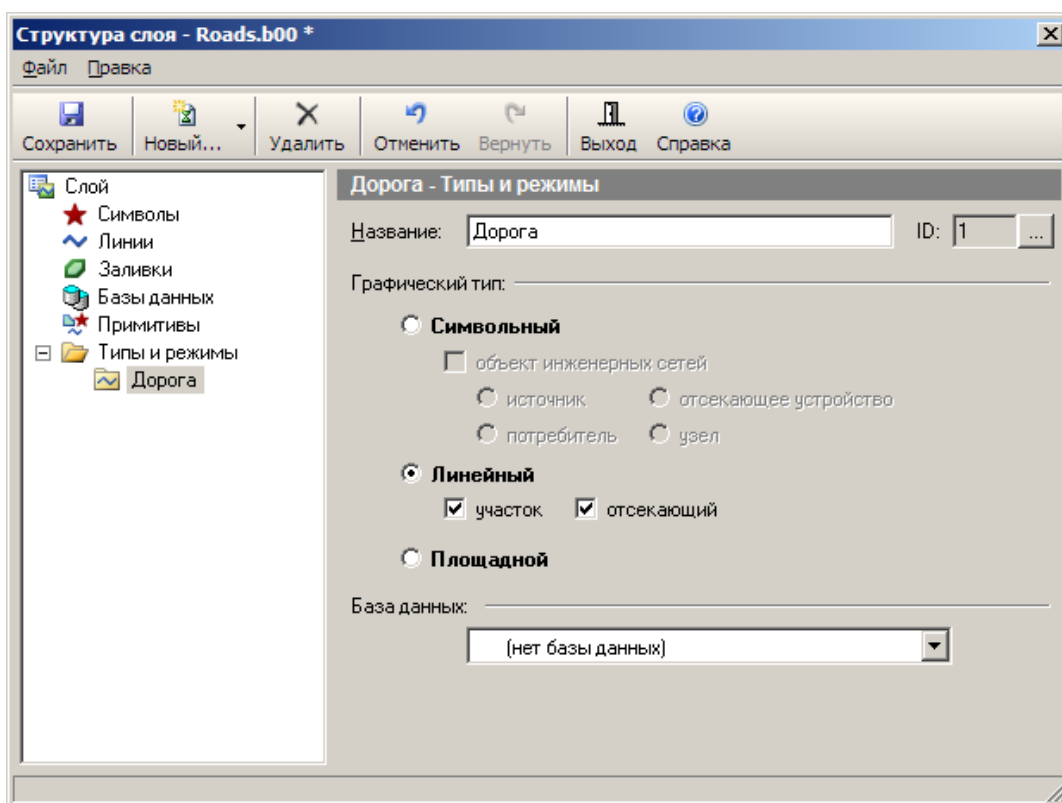 Структура слоя - Roads.b00 *
Файл Правка
Сохранить Новый... Удалить Отменить Вернуть Выход Справка
Слой
Символы
Линии
Заливки
Базы данных
Примитивы
Типы и режимы
Дорога
Дорога - Типы и режимы
Название: Дорога ID: 1 ...
Графический тип:
Символьный
объект инженерных сетей
источник отсекающее устройство
потребитель узел
Линейный
участок отсекающий
Площадной
База данных:
(нет базы данных)